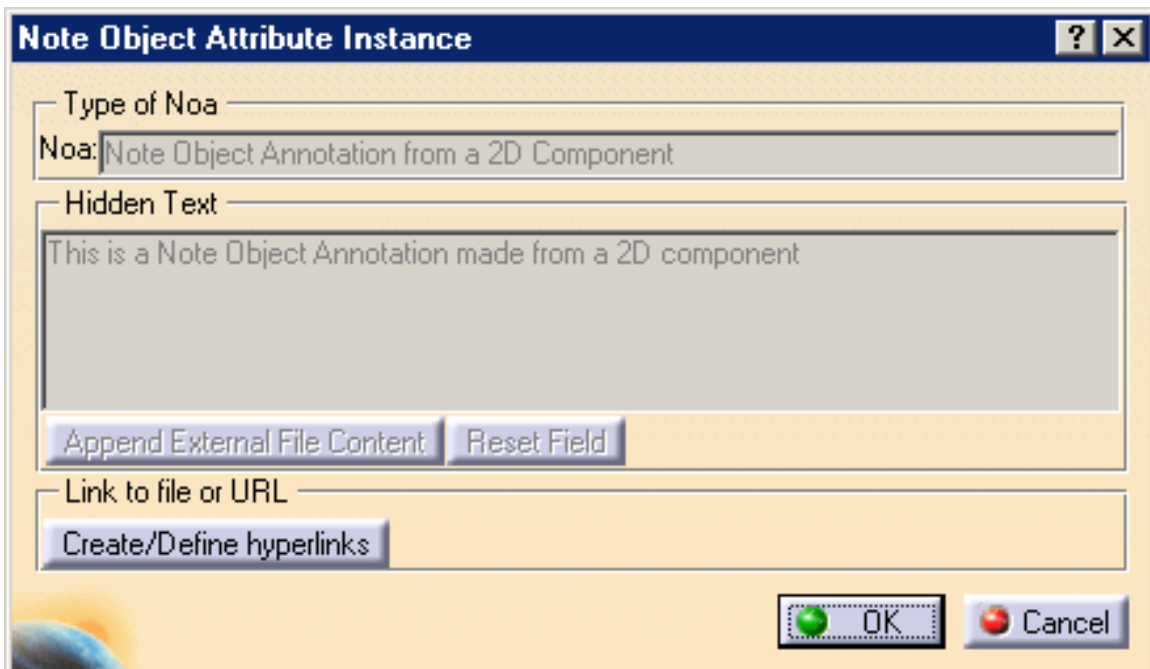 Note Object Attribute Instance
Type of Noa
Noa: Note Object Annotation from a 2D Component
Hidden Text
This is a Note Object Annotation made from a 2D component
Append External File Content Reset Field
Link to file or URL
Create/Define hyperlinks
OK Cancel